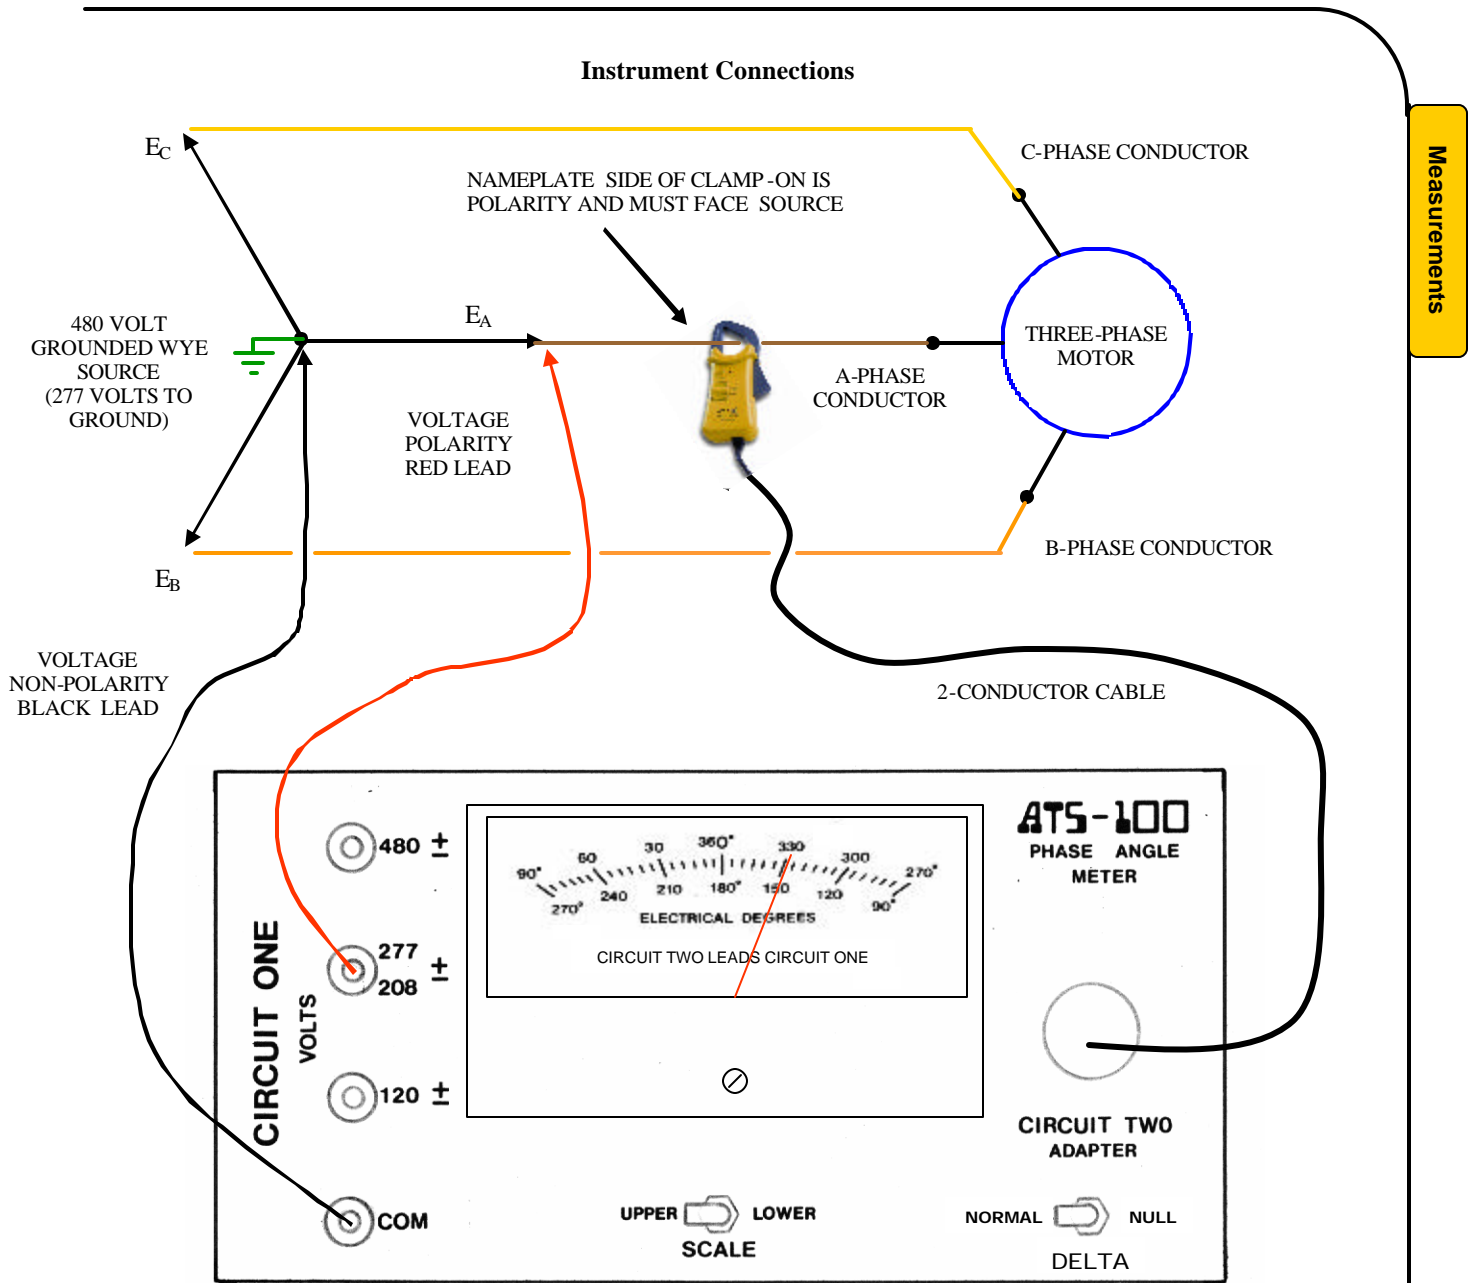 Instrument Connections
Measurements
E_C
C-PHASE CONDUCTOR
NAMEPLATE SIDE OF CLAMP-ON IS
POLARITY AND MUST FACE SOURCE
E_A
480 VOLT
GROUNDED WYE
SOURCE
(277 VOLTS TO
GROUND)
THREE-PHASE
MOTOR
A-PHASE
CONDUCTOR
VOLTAGE
POLARITY
RED LEAD
B-PHASE CONDUCTOR
E_B
VOLTAGE
NON-POLARITY
BLACK LEAD
2-CONDUCTOR CABLE
CIRCUIT ONE
VOLTS
480 ±
277
208 ±
120 ±
COM
90° 60 30 360° 330 300 270°
270° 240 210 180° 150 120 90°
ELECTRICAL DEGREES
CIRCUIT TWO LEADS CIRCUIT ONE
ATS-100
PHASE ANGLE
METER
CIRCUIT TWO
ADAPTER
UPPER LOWER
SCALE
NORMAL NULL
DELTA